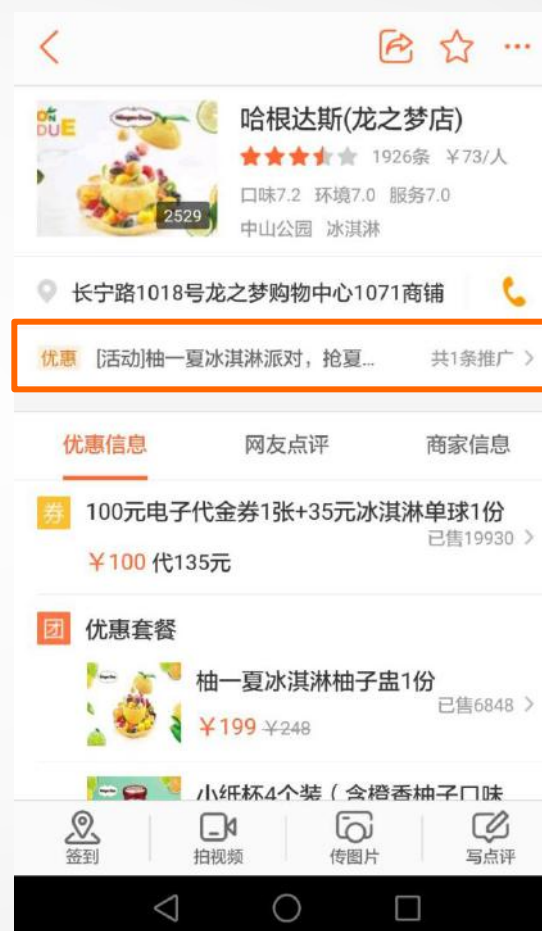 ON
DUE
Häagen-Dazs
2529
哈根达斯(龙之梦店)
1926条 ￥73/人
口味7.2 环境7.0 服务7.0
中山公园 冰淇淋
长宁路1018号龙之梦购物中心1071商铺
优惠 [活动]柚一夏冰淇淋派对，抢夏... 共1条推广
优惠信息 网友点评 商家信息
券 100元电子代金券1张+35元冰淇淋单球1份
已售19930
￥100 代135元
团 优惠套餐
柚一夏冰淇淋柚子盅1份
已售6848
￥199 ￥248
小纸杯4个装（含橙香柚子口味
签到 拍视频 传图片 写点评